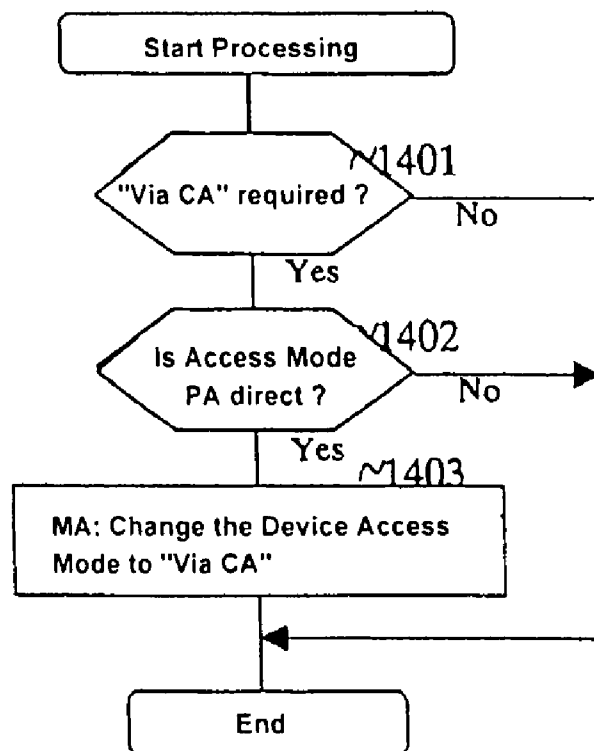 Start Processing
1401
"Via CA" required ?
No
Yes
1402
Is Access Mode
PA direct ?
No
Yes
1403
MA: Change the Device Access
Mode to "Via CA"
End